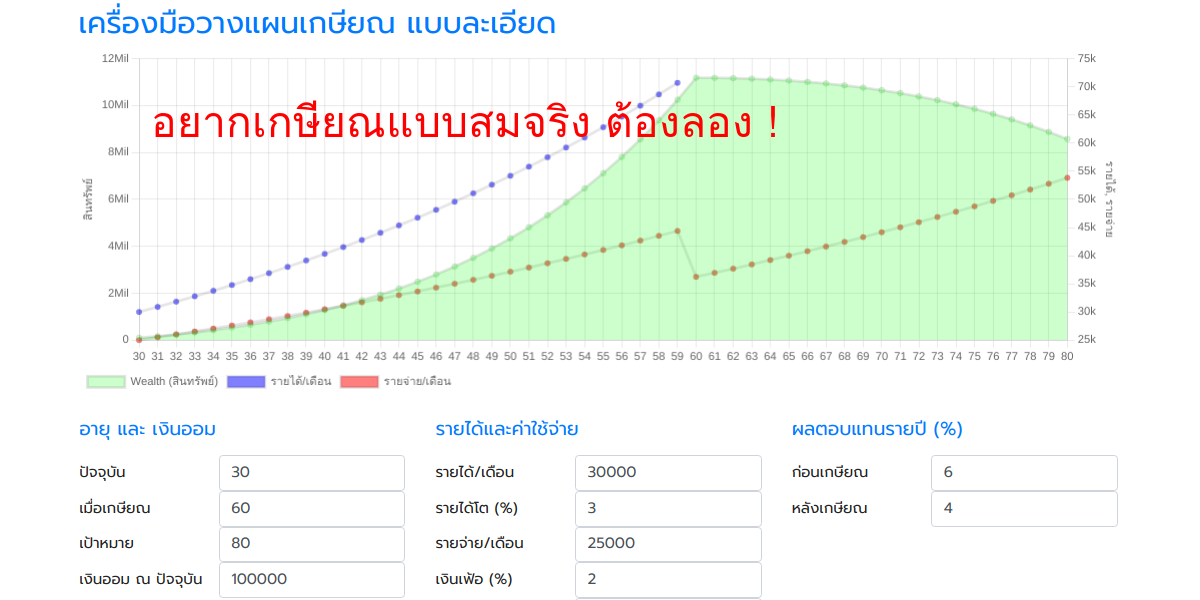 เครื่องมือวางแผนเกษียณ แบบละเอียด
อยากเกษียณแบบสมจริง ต้องลอง !
12Mil
10Mil
8Mil
6Mil
4Mil
2Mil
0
สินทรัพย์
75k
70k
65k
60k
55k
50k
45k
40k
35k
30k
25k
รายได้, รายจ่าย
30 31 32 33 34 35 36 37 38 39 40 41 42 43 44 45 46 47 48 49 50 51 52 53 54 55 56 57 58 59 60 61 62 63 64 65 66 67 68 69 70 71 72 73 74 75 76 77 78 79 80
Wealth (สินทรัพย์) รายได้/เดือน รายจ่าย/เดือน
อายุ และ เงินออม
ปัจจุบัน 30
เมื่อเกษียณ 60
เป้าหมาย 80
เงินออม ณ ปัจจุบัน 100000
รายได้และค่าใช้จ่าย
รายได้/เดือน 30000
รายได้โต (%) 3
รายจ่าย/เดือน 25000
เงินเฟ้อ (%) 2
ผลตอบแทนรายปี (%)
ก่อนเกษียณ 6
หลังเกษียณ 4